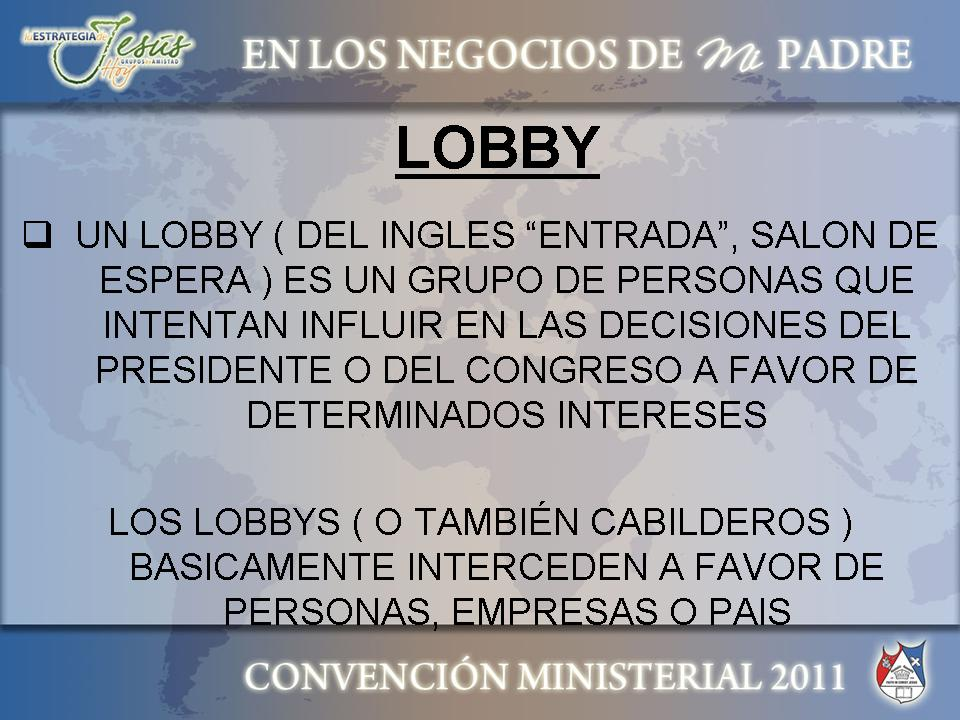 la ESTRATEGIA de
Jesús
GRUPOS de AMISTAD
Hoy
EN LOS NEGOCIOS DE Mi PADRE
LOBBY
❑ UN LOBBY ( DEL INGLES “ENTRADA”, SALON DE
ESPERA ) ES UN GRUPO DE PERSONAS QUE
INTENTAN INFLUIR EN LAS DECISIONES DEL
PRESIDENTE O DEL CONGRESO A FAVOR DE
DETERMINADOS INTERESES
LOS LOBBYS ( O TAMBIÉN CABILDEROS )
BASICAMENTE INTERCEDEN A FAVOR DE
PERSONAS, EMPRESAS O PAIS
CONVENCIÓN MINISTERIAL 2011